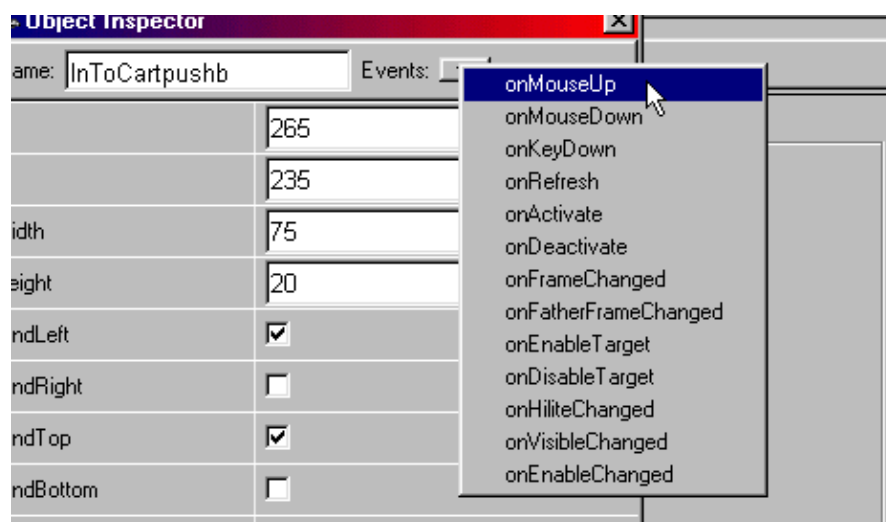 Object Inspector
ame: InToCartpushb Events:
265
235
idth 75
eight 20
ndLeft
ndRight
ndTop
ndBottom
onMouseUp
onMouseDown
onKeyDown
onRefresh
onActivate
onDeactivate
onFrameChanged
onFatherFrameChanged
onEnableTarget
onDisableTarget
onHiliteChanged
onVisibleChanged
onEnableChanged